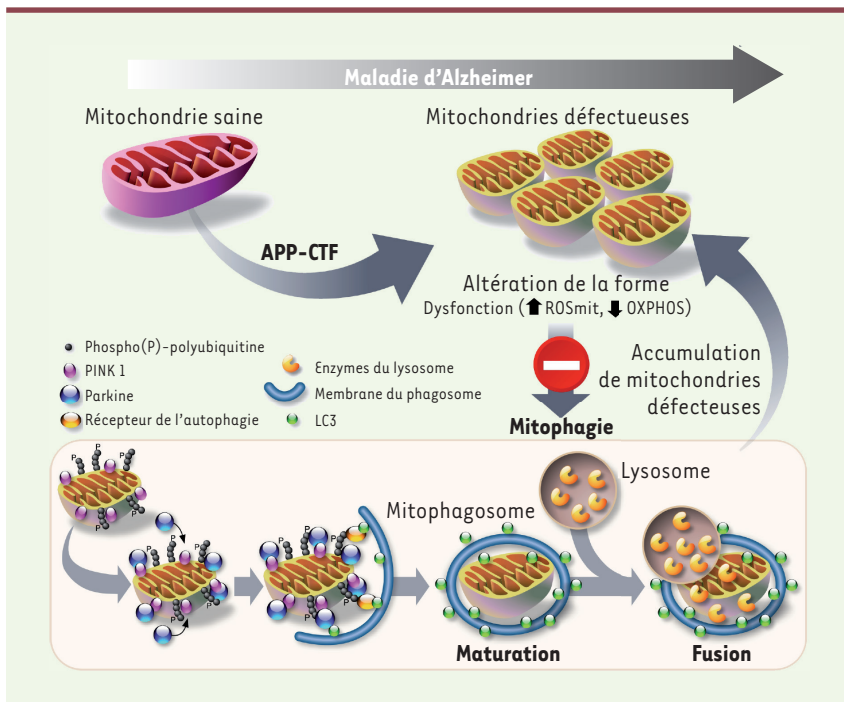 Maladie d'Alzheimer
Mitochondrie saine
Mitochondries défectueuses
APP-CTF
Altération de la forme
Dysfonction (⬆ ROSmit, ⬇ OXPHOS)
Phospho(P)-polyubiquitine
PINK 1
Parkine
Récepteur de l'autophagie
Enzymes du lysosome
Membrane du phagosome
LC3
Accumulation
de mitochondries
défecteuses
Mitophagie
P P P
P P
Lysosome
Mitophagosome
P P P
P
P P
P
Maturation
Fusion